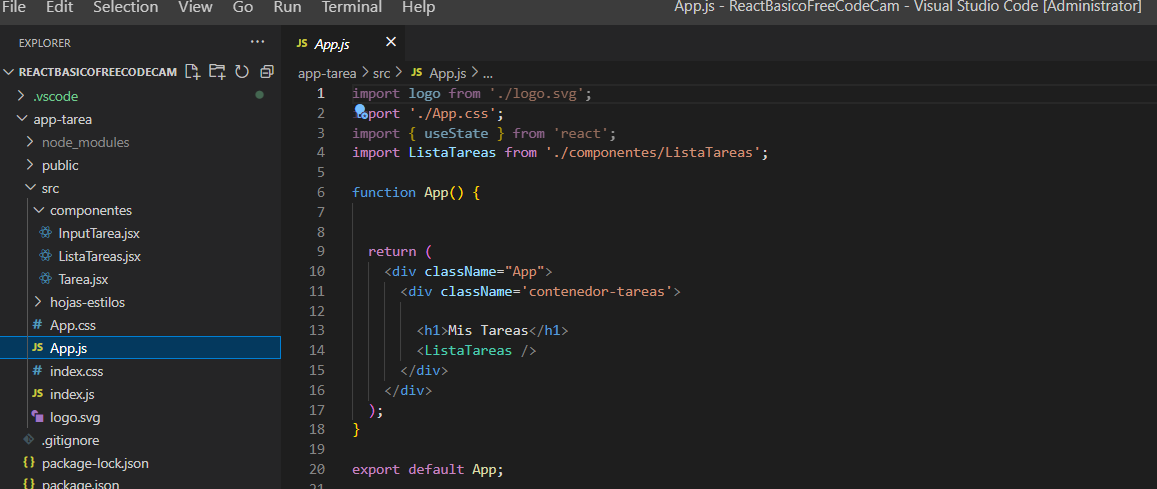 File Edit Selection View Go Run Terminal Help App.js - ReactBasicoFreeCodeCam - Visual Studio Code [Administrator]
EXPLORER ...
REACTBASICOFREECODECAM
.vscode
app-tarea
node_modules
public
src
componentes
InputTarea.jsx
ListaTareas.jsx
Tarea.jsx
hojas-estilos
# App.css
JS App.js
# index.css
JS index.js
logo.svg
.gitignore
{} package-lock.json
{} package.json
JS App.js ×
app-tarea > src > JS App.js > ...
1 import logo from './logo.svg';
2 import './App.css';
3 import { useState } from 'react';
4 import ListaTareas from './componentes/ListaTareas';
5
6 function App() {
7
8
9 return (
10 <div className="App">
11 <div className='contenedor-tareas'>
12
13 <h1>Mis Tareas</h1>
14 <ListaTareas />
15 </div>
16 </div>
17 );
18 }
19
20 export default App;
21